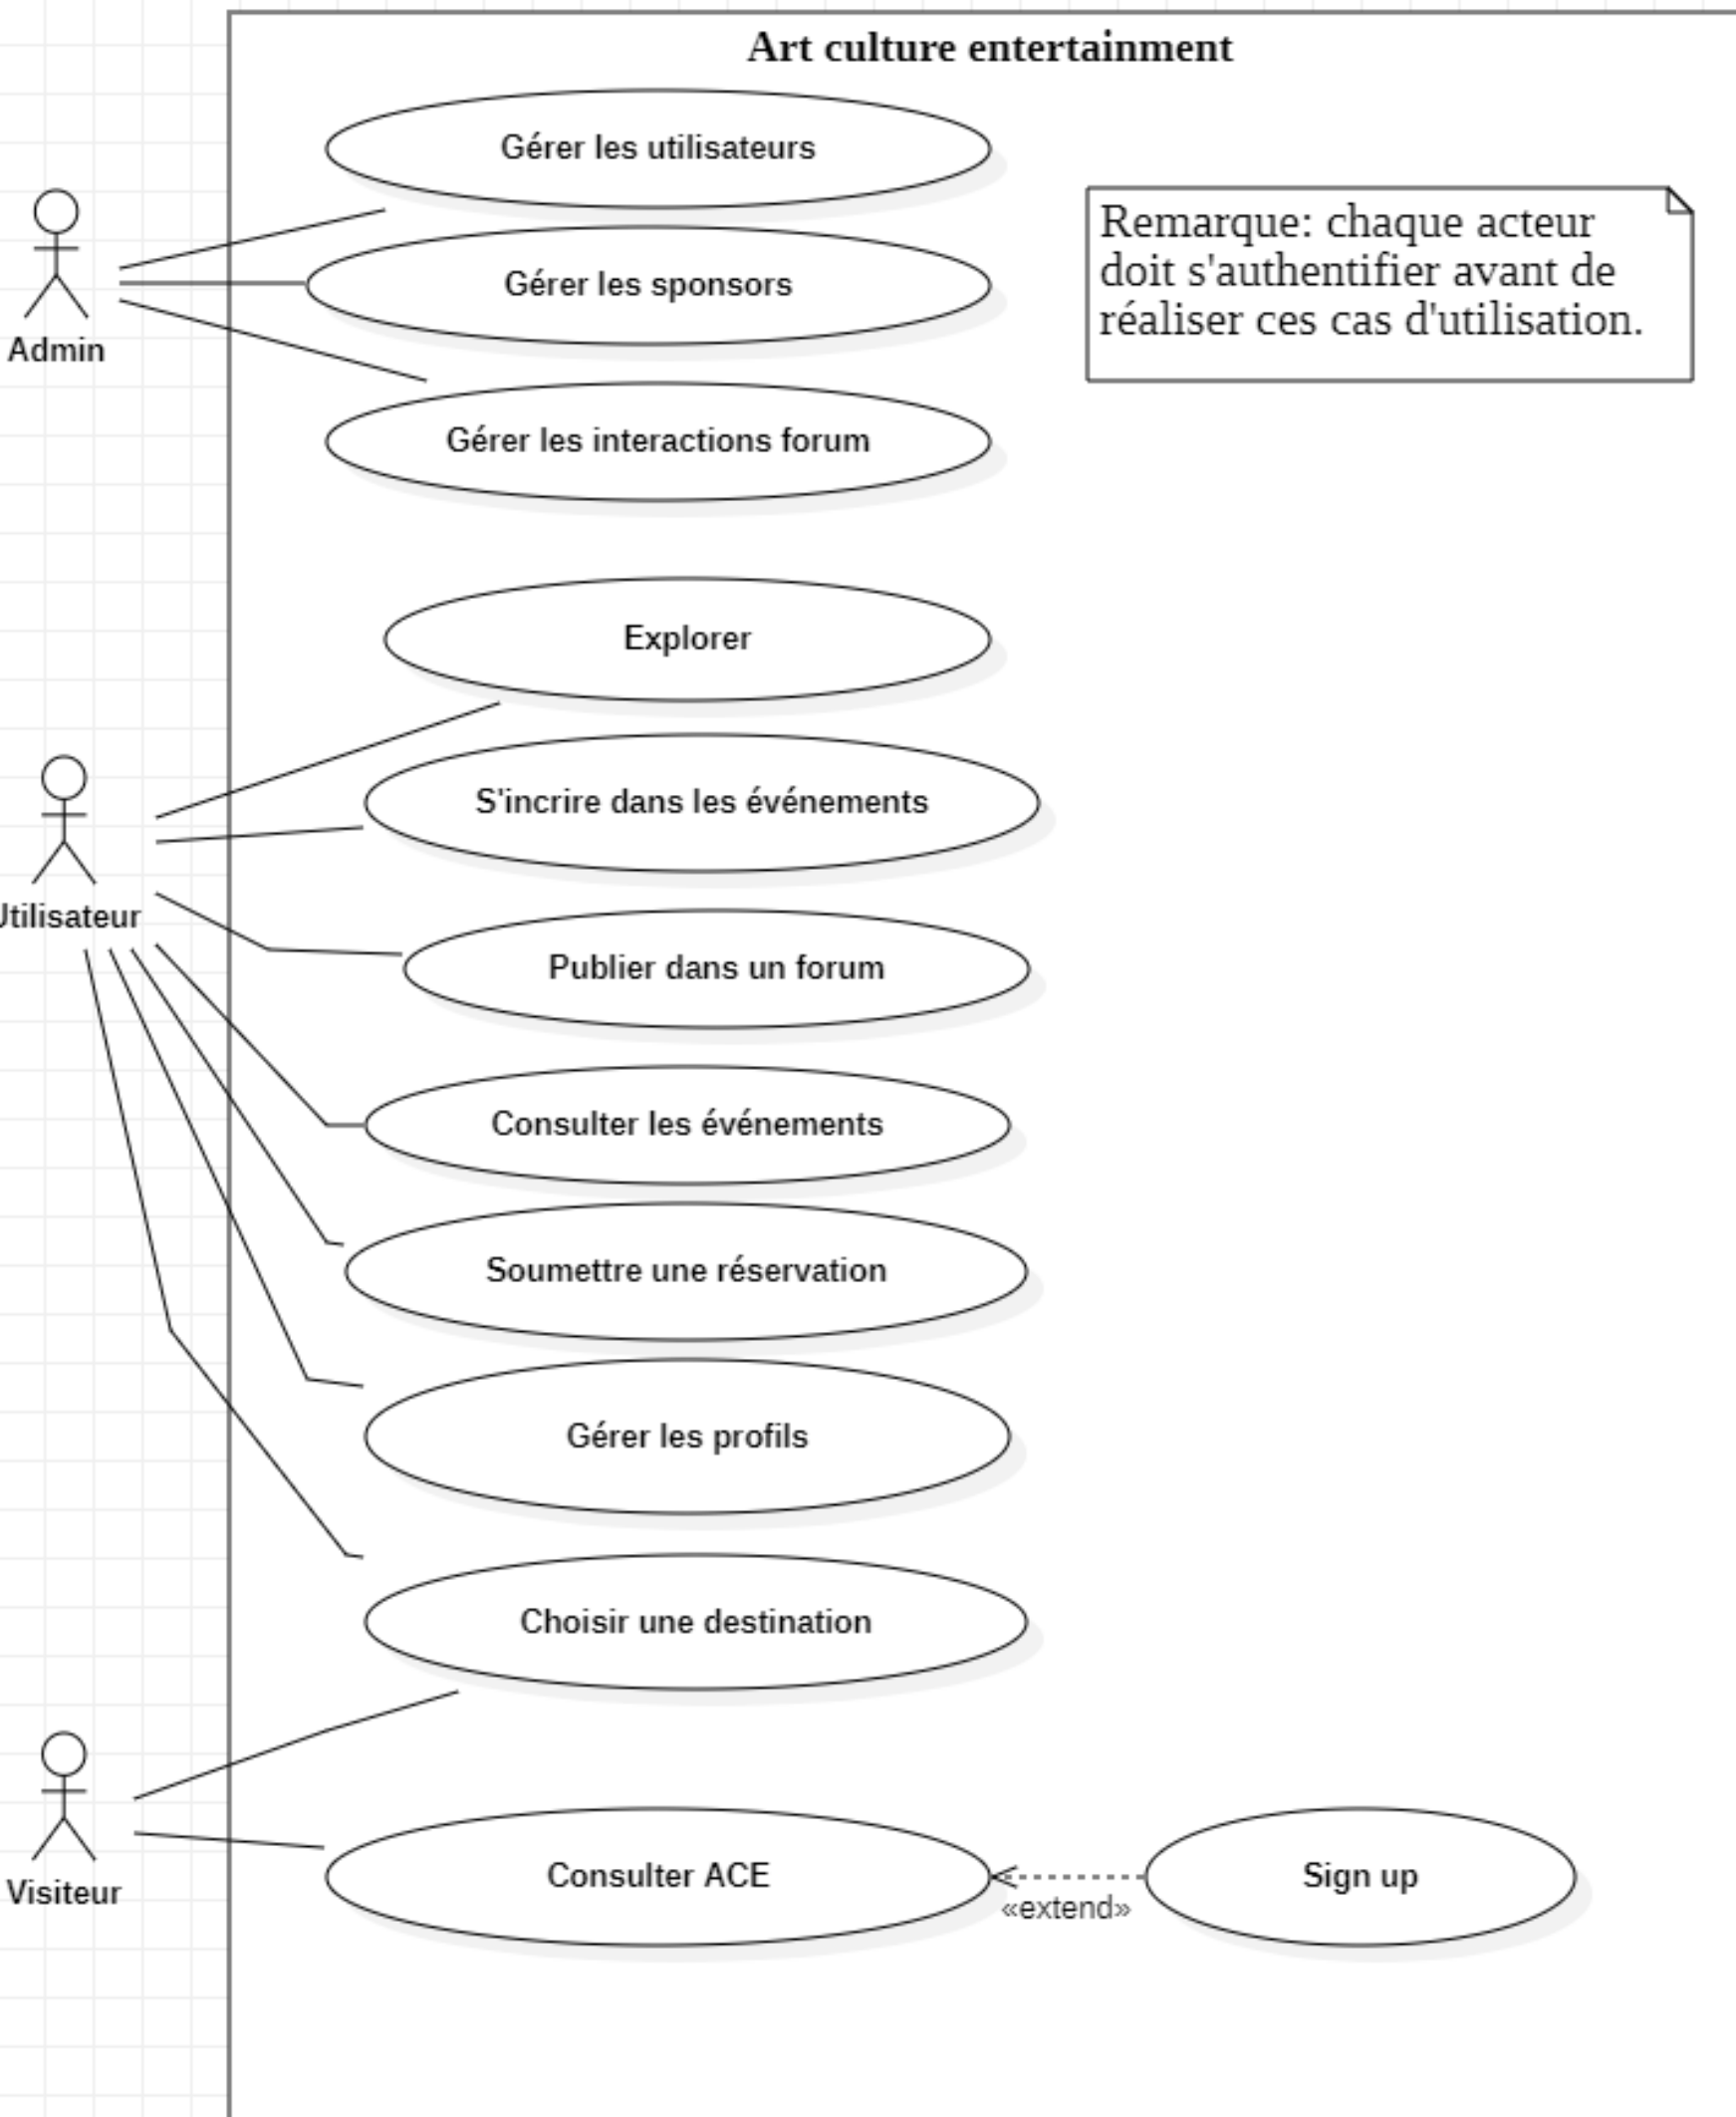 Art culture entertainment
Gérer les utilisateurs
Remarque: chaque acteur
doit s'authentifier avant de
réaliser ces cas d'utilisation.
Gérer les sponsors
Admin
Gérer les interactions forum
Explorer
S'incrire dans les événements
Utilisateur
Publier dans un forum
Consulter les événements
Soumettre une réservation
Gérer les profils
Choisir une destination
Consulter ACE
Sign up
Visiteur
«extend»